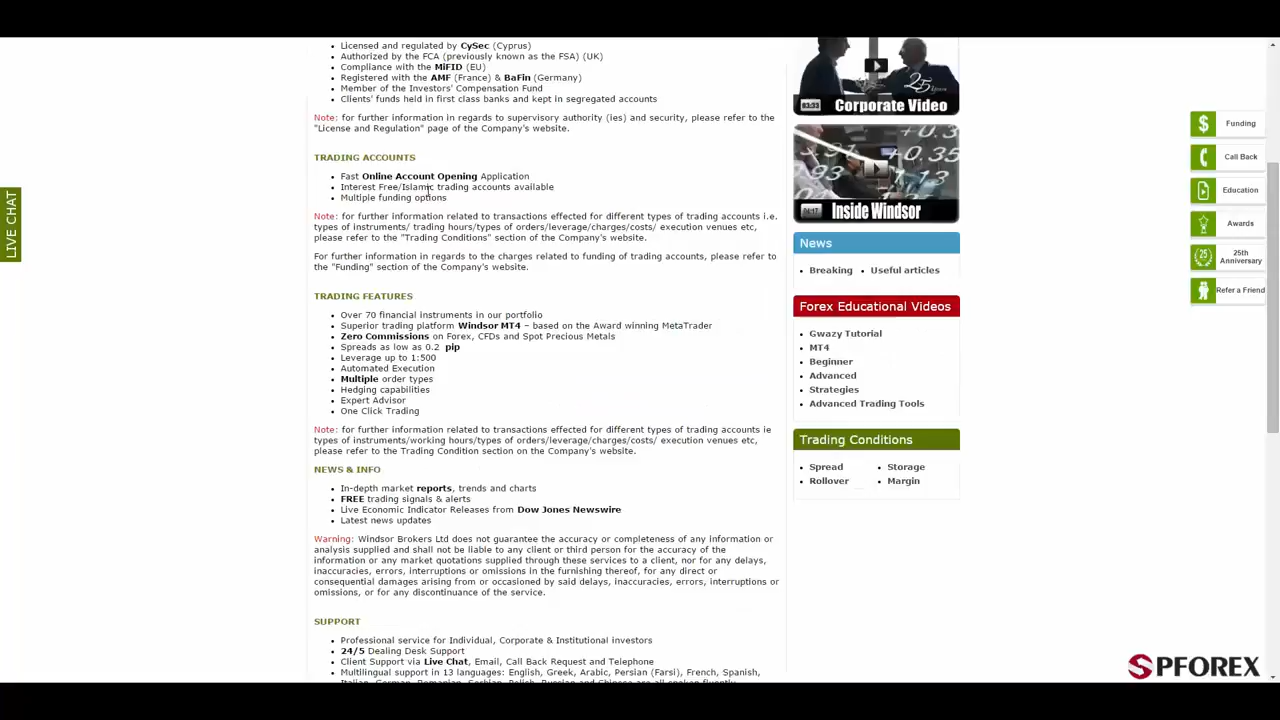 Licensed and regulated by CySec (Cyprus)
Authorized by the FCA (previously known as the FSA) (UK)
Compliance with the MiFID (EU)
Registered with the AMF (France) & BaFin (Germany)
Member of the Investors' Compensation Fund
Clients' funds held in first class banks and kept in segregated accounts
Note: for further information in regards to supervisory authority (ies) and security, please refer to the
"License and Regulation" page of the Company's website.
TRADING ACCOUNTS
Fast Online Account Opening Application
Interest Free/Islamic trading accounts available
Multiple funding options
Note: for further information related to transactions effected for different types of trading accounts i.e.
types of instruments/ trading hours/types of orders/leverage/charges/costs/ execution venues etc,
please refer to the "Trading Conditions" section of the Company's website.
For further information in regards to the charges related to funding of trading accounts, please refer to
the "Funding" section of the Company's website.
TRADING FEATURES
Over 70 financial instruments in our portfolio
Superior trading platform Windsor MT4 – based on the Award winning MetaTrader
Zero Commissions on Forex, CFDs and Spot Precious Metals
Spreads as low as 0.2 pip
Leverage up to 1:500
Automated Execution
Multiple order types
Hedging capabilities
Expert Advisor
One Click Trading
Note: for further information related to transactions effected for different types of trading accounts ie
types of instruments/working hours/types of orders/leverage/charges/costs/ execution venues etc,
please refer to the Trading Condition section on the Company's website.
NEWS & INFO
In-depth market reports, trends and charts
FREE trading signals & alerts
Live Economic Indicator Releases from Dow Jones Newswire
Latest news updates
Warning: Windsor Brokers Ltd does not guarantee the accuracy or completeness of any information or
analysis supplied and shall not be liable to any client or third person for the accuracy of the
information or any market quotations supplied through these services to a client, nor for any delays,
inaccuracies, errors, interruptions or omissions in the furnishing thereof, for any direct or
consequential damages arising from or occasioned by said delays, inaccuracies, errors, interruptions or
omissions, or for any discontinuance of the service.
SUPPORT
Professional service for Individual, Corporate & Institutional investors
24/5 Dealing Desk Support
Client Support via Live Chat, Email, Call Back Request and Telephone
Multilingual support in 13 languages: English, Greek, Arabic, Persian (Farsi), French, Spanish,
25
03:33
Corporate Video
+0.35
Inside Windsor
News
Breaking
Useful articles
Forex Educational Videos
Gwazy Tutorial
MT4
Beginner
Advanced
Strategies
Advanced Trading Tools
Trading Conditions
Spread
Storage
Rollover
Margin
LIVE CHAT
$ Funding
Call Back
Education
Awards
25 25th
Anniversary
Refer a Friend
SPFOREX